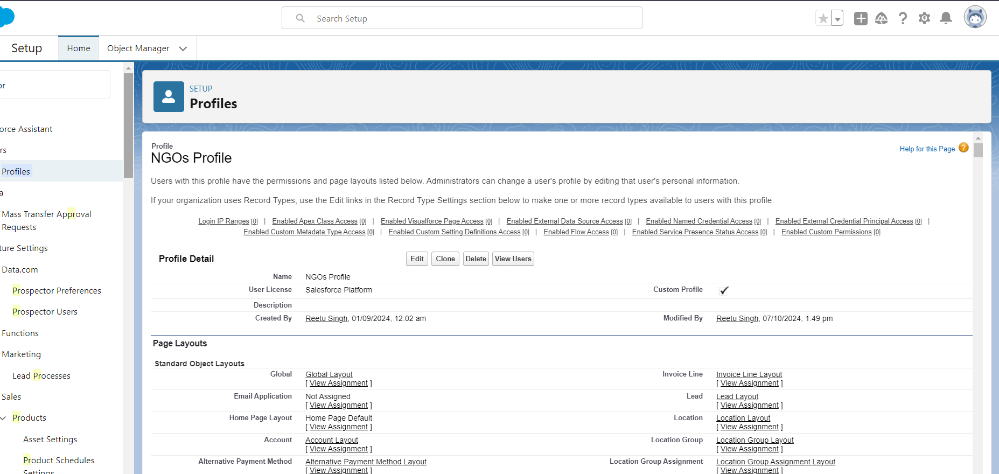 Search Setup
Setup
Home
Object Manager
or
orce Assistant
rs
Profiles
a
Mass Transfer Approval
Requests
ture Settings
Data.com
Prospector Preferences
Prospector Users
Functions
Marketing
Lead Processes
Sales
Products
Asset Settings
Product Schedules
Settings
SETUP
Profiles
Profile
NGOs Profile
Help for this Page ?
Users with this profile have the permissions and page layouts listed below. Administrators can change a user's profile by editing that user's personal information.
If your organization uses Record Types, use the Edit links in the Record Type Settings section below to make one or more record types available to users with this profile.
Login IP Ranges [0] | Enabled Apex Class Access [0] | Enabled Visualforce Page Access [0] | Enabled External Data Source Access [0] | Enabled Named Credential Access [0] | Enabled External Credential Principal Access [0] |
Enabled Custom Metadata Type Access [0] | Enabled Custom Setting Definitions Access [0] | Enabled Flow Access [0] | Enabled Service Presence Status Access [0] | Enabled Custom Permissions [0]
Profile Detail
Edit Clone Delete View Users
Name NGOs Profile
User License Salesforce Platform Custom Profile
Description
Created By Reetu Singh, 01/09/2024, 12:02 am Modified By Reetu Singh, 07/10/2024, 1:49 pm
Page Layouts
Standard Object Layouts
Global Global Layout Invoice Line Invoice Line Layout
[ View Assignment ] [ View Assignment ]
Email Application Not Assigned Lead Lead Layout
[ View Assignment ] [ View Assignment ]
Home Page Layout Home Page Default Location Location Layout
[ View Assignment ] [ View Assignment ]
Account Account Layout Location Group Location Group Layout
[ View Assignment ] [ View Assignment ]
Alternative Payment Method Alternative Payment Method Layout Location Group Assignment Location Group Assignment Layout
[ View Assignment ] [ View Assignment ]